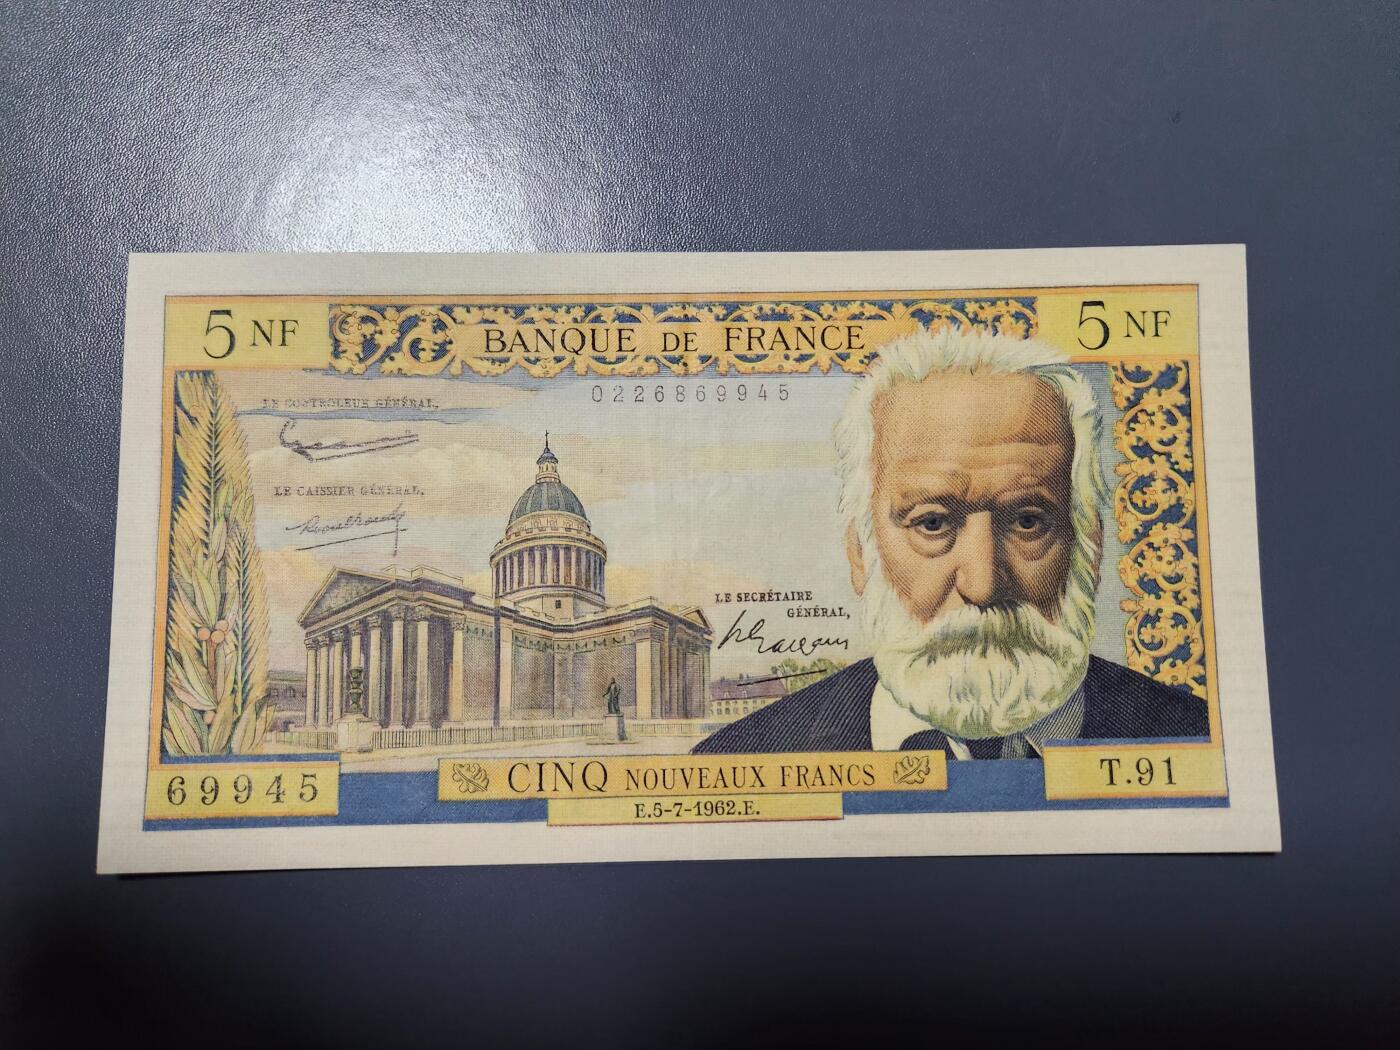 5 NF
BANQUE DE FRANCE
5 NF
0226869945
LE CONTROLEUR GÉNÉRAL,
LE CAISSIER GÉNÉRAL,
LE SECRÉTAIRE
GÉNÉRAL,
69945
CINQ NOUVEAUX FRANCS
T.91
E.5-7-1962.E.